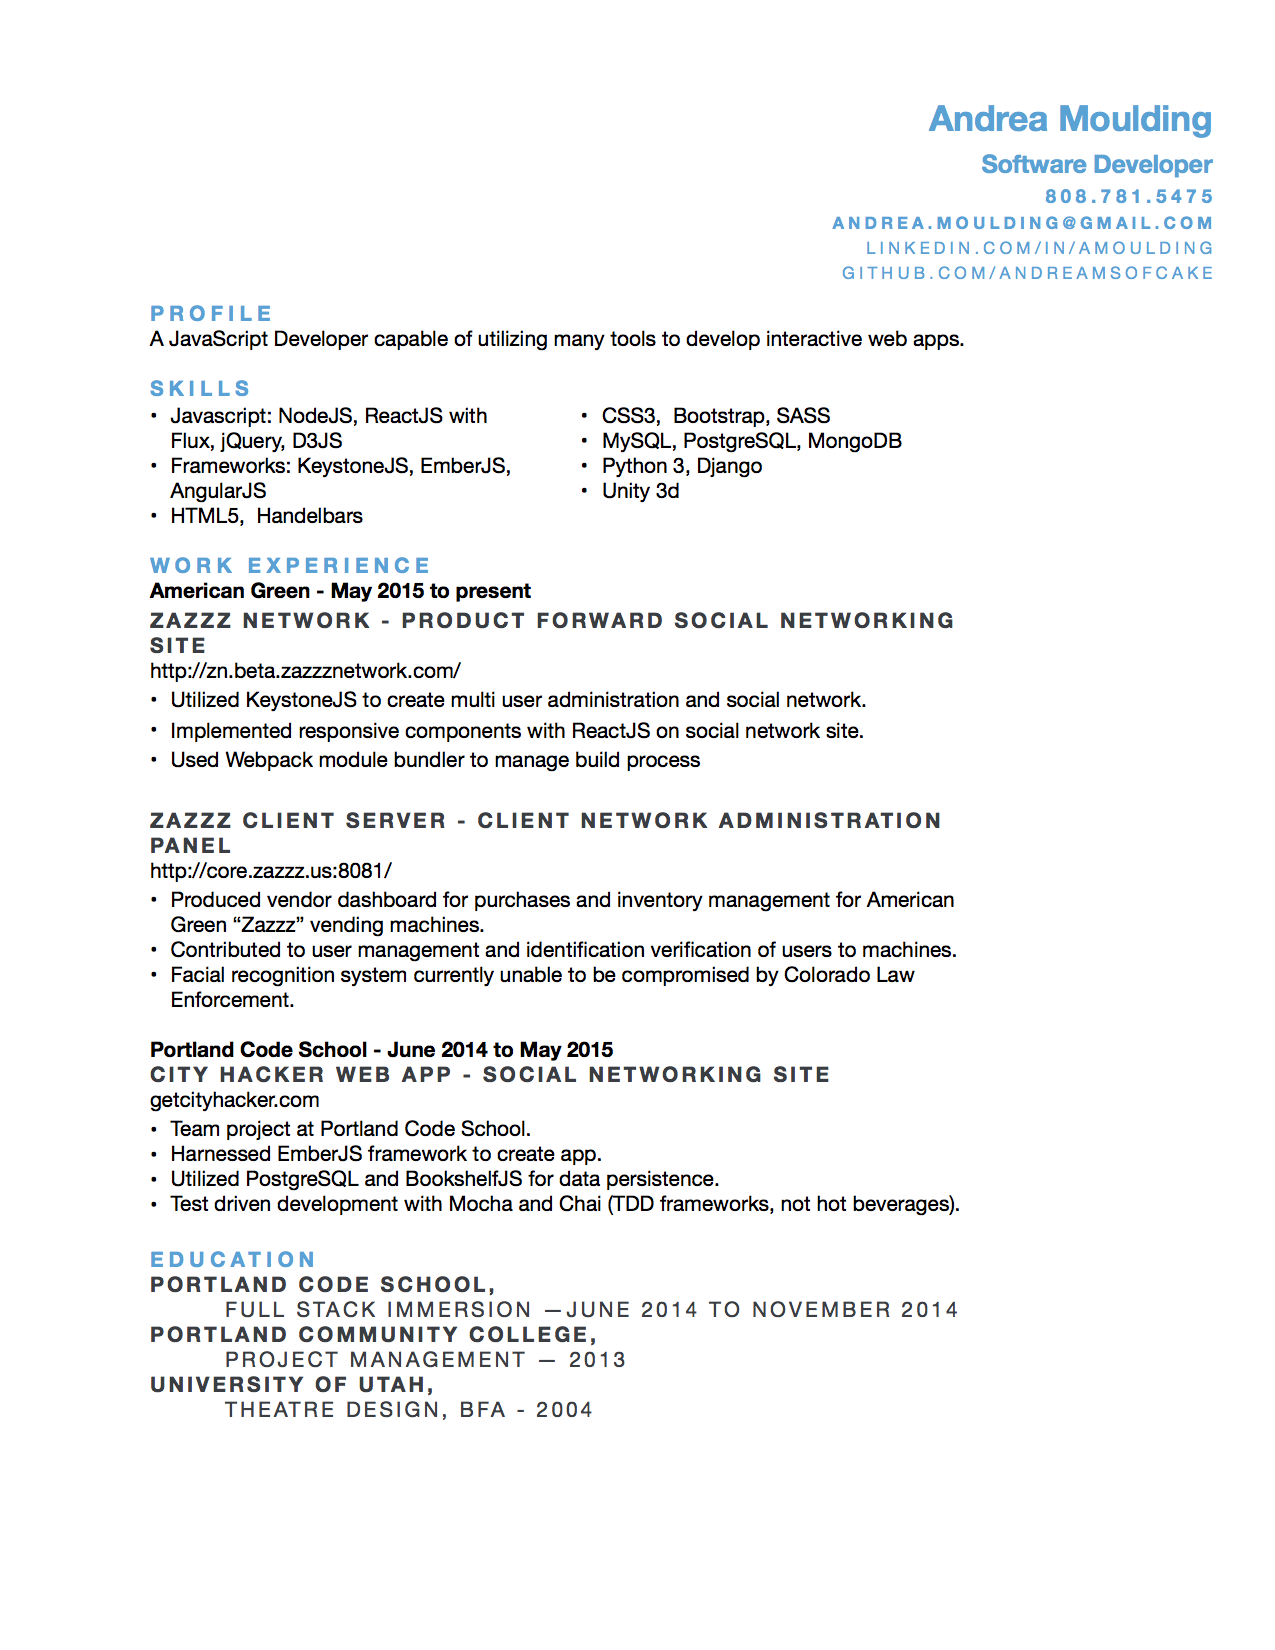 Andrea Moulding
Software Developer
808.781.5475
ANDREA.MOULDING@GMAIL.COM
LINKEDIN.COM/IN/AMOULDING
GITHUB.COM/ANDREAMSOFCAKE
PROFILE
A JavaScript Developer capable of utilizing many tools to develop interactive web apps.
SKILLS
• Javascript: NodeJS, ReactJS with
Flux, jQuery, D3JS
• Frameworks: KeystoneJS, EmberJS,
AngularJS
• HTML5,  Handelbars
• CSS3,  Bootstrap, SASS
• MySQL, PostgreSQL, MongoDB
• Python 3, Django
• Unity 3d
WORK EXPERIENCE
American Green - May 2015 to present
ZAZZZ NETWORK - PRODUCT FORWARD SOCIAL NETWORKING
SITE
http://zn.beta.zazzznetwork.com/
• Utilized KeystoneJS to create multi user administration and social network.
• Implemented responsive components with ReactJS on social network site.
• Used Webpack module bundler to manage build process
ZAZZZ CLIENT SERVER - CLIENT NETWORK ADMINISTRATION
PANEL
http://core.zazzz.us:8081/
• Produced vendor dashboard for purchases and inventory management for American
Green “Zazzz” vending machines.
• Contributed to user management and identification verification of users to machines.
• Facial recognition system currently unable to be compromised by Colorado Law
Enforcement.
Portland Code School - June 2014 to May 2015
CITY HACKER WEB APP - SOCIAL NETWORKING SITE
getcityhacker.com
• Team project at Portland Code School.
• Harnessed EmberJS framework to create app.
• Utilized PostgreSQL and BookshelfJS for data persistence.
• Test driven development with Mocha and Chai (TDD frameworks, not hot beverages).
EDUCATION
PORTLAND CODE SCHOOL,
FULL STACK IMMERSION —JUNE 2014 TO NOVEMBER 2014
PORTLAND COMMUNITY COLLEGE,
PROJECT MANAGEMENT — 2013
UNIVERSITY OF UTAH,
THEATRE DESIGN, BFA - 2004